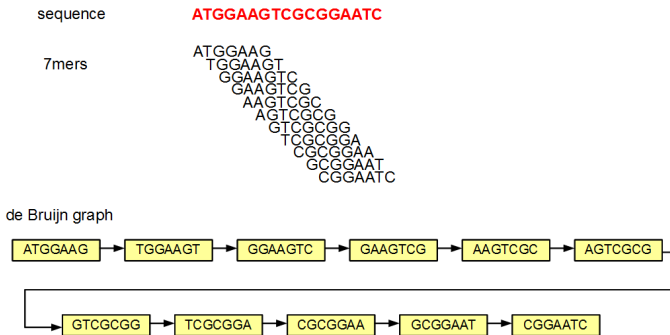 sequence ATGGAAGTCGCGGAATC
7mers
ATGGAAG
TGGAAGT
GGAAGTC
GAAGTCG
AAGTCGC
AGTCGCG
GTCGCGG
TCGCGGA
CGCGGAA
GCGGAAT
CGGAATC
de Bruijn graph
ATGGAAG TGGAAGT GGAAGTC GAAGTCG AAGTCGC AGTCGCG
GTCGCGG TCGCGGA CGCGGAA GCGGAAT CGGAATC